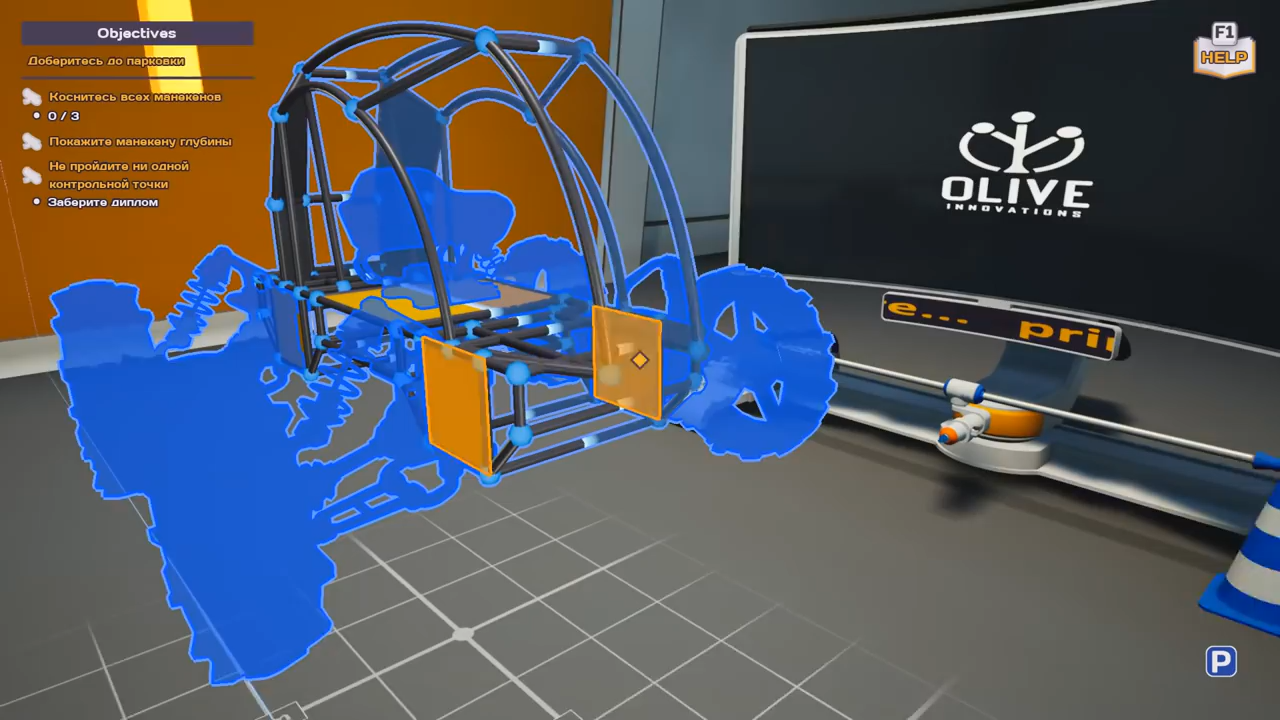 Objectives
Доберитесь до парковки
Коснитесь всех манекенов
0 / 3
Покажите манекену глубины
Не пройдите ни одной
контрольной точки
Заберите диплом
F1
HELP
OLIVE
INNOVATIONS
e... pri
P